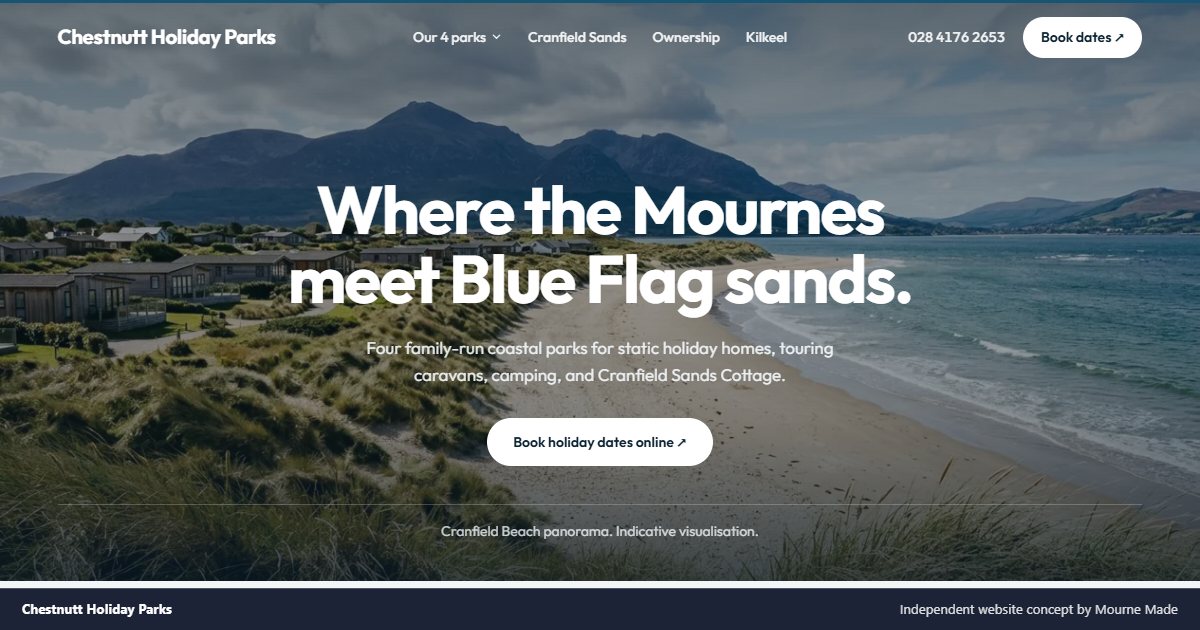 Chestnutt Holiday Parks
Our 4 parks
Cranfield Sands
Ownership
Kilkeel
028 4176 2653
Book dates ↗
Where the Mournes
meet Blue Flag sands.
Four family-run coastal parks for static holiday homes, touring
caravans, camping, and Cranfield Sands Cottage.
Book holiday dates online ↗
Cranfield Beach panorama. Indicative visualisation.
Chestnutt Holiday Parks
Independent website concept by Mourne Made